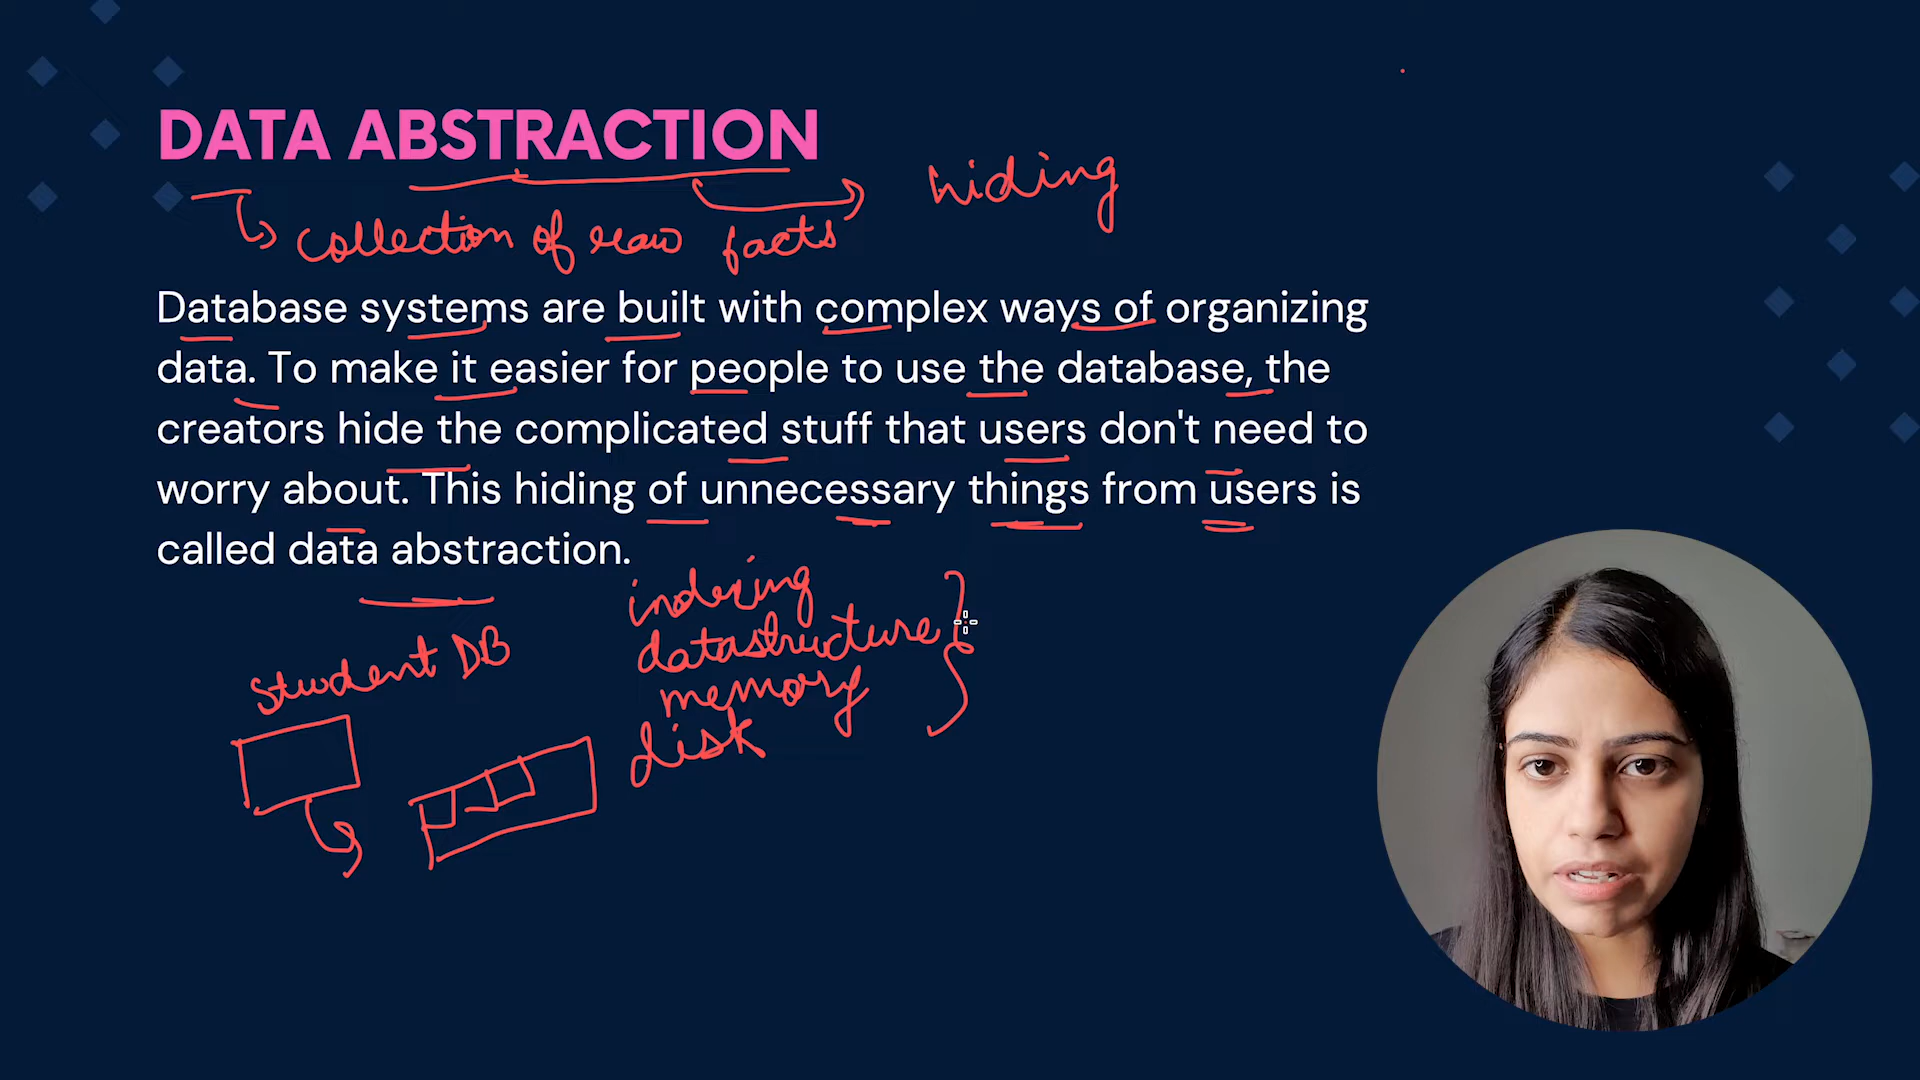 DATA ABSTRACTION
hiding
collection of raw facts
Database systems are built with complex ways of organizing
data. To make it easier for people to use the database, the
creators hide the complicated stuff that users don't need to
worry about. This hiding of unnecessary things from users is
called data abstraction.
indexing
datastructure
memory
disk
Student DB